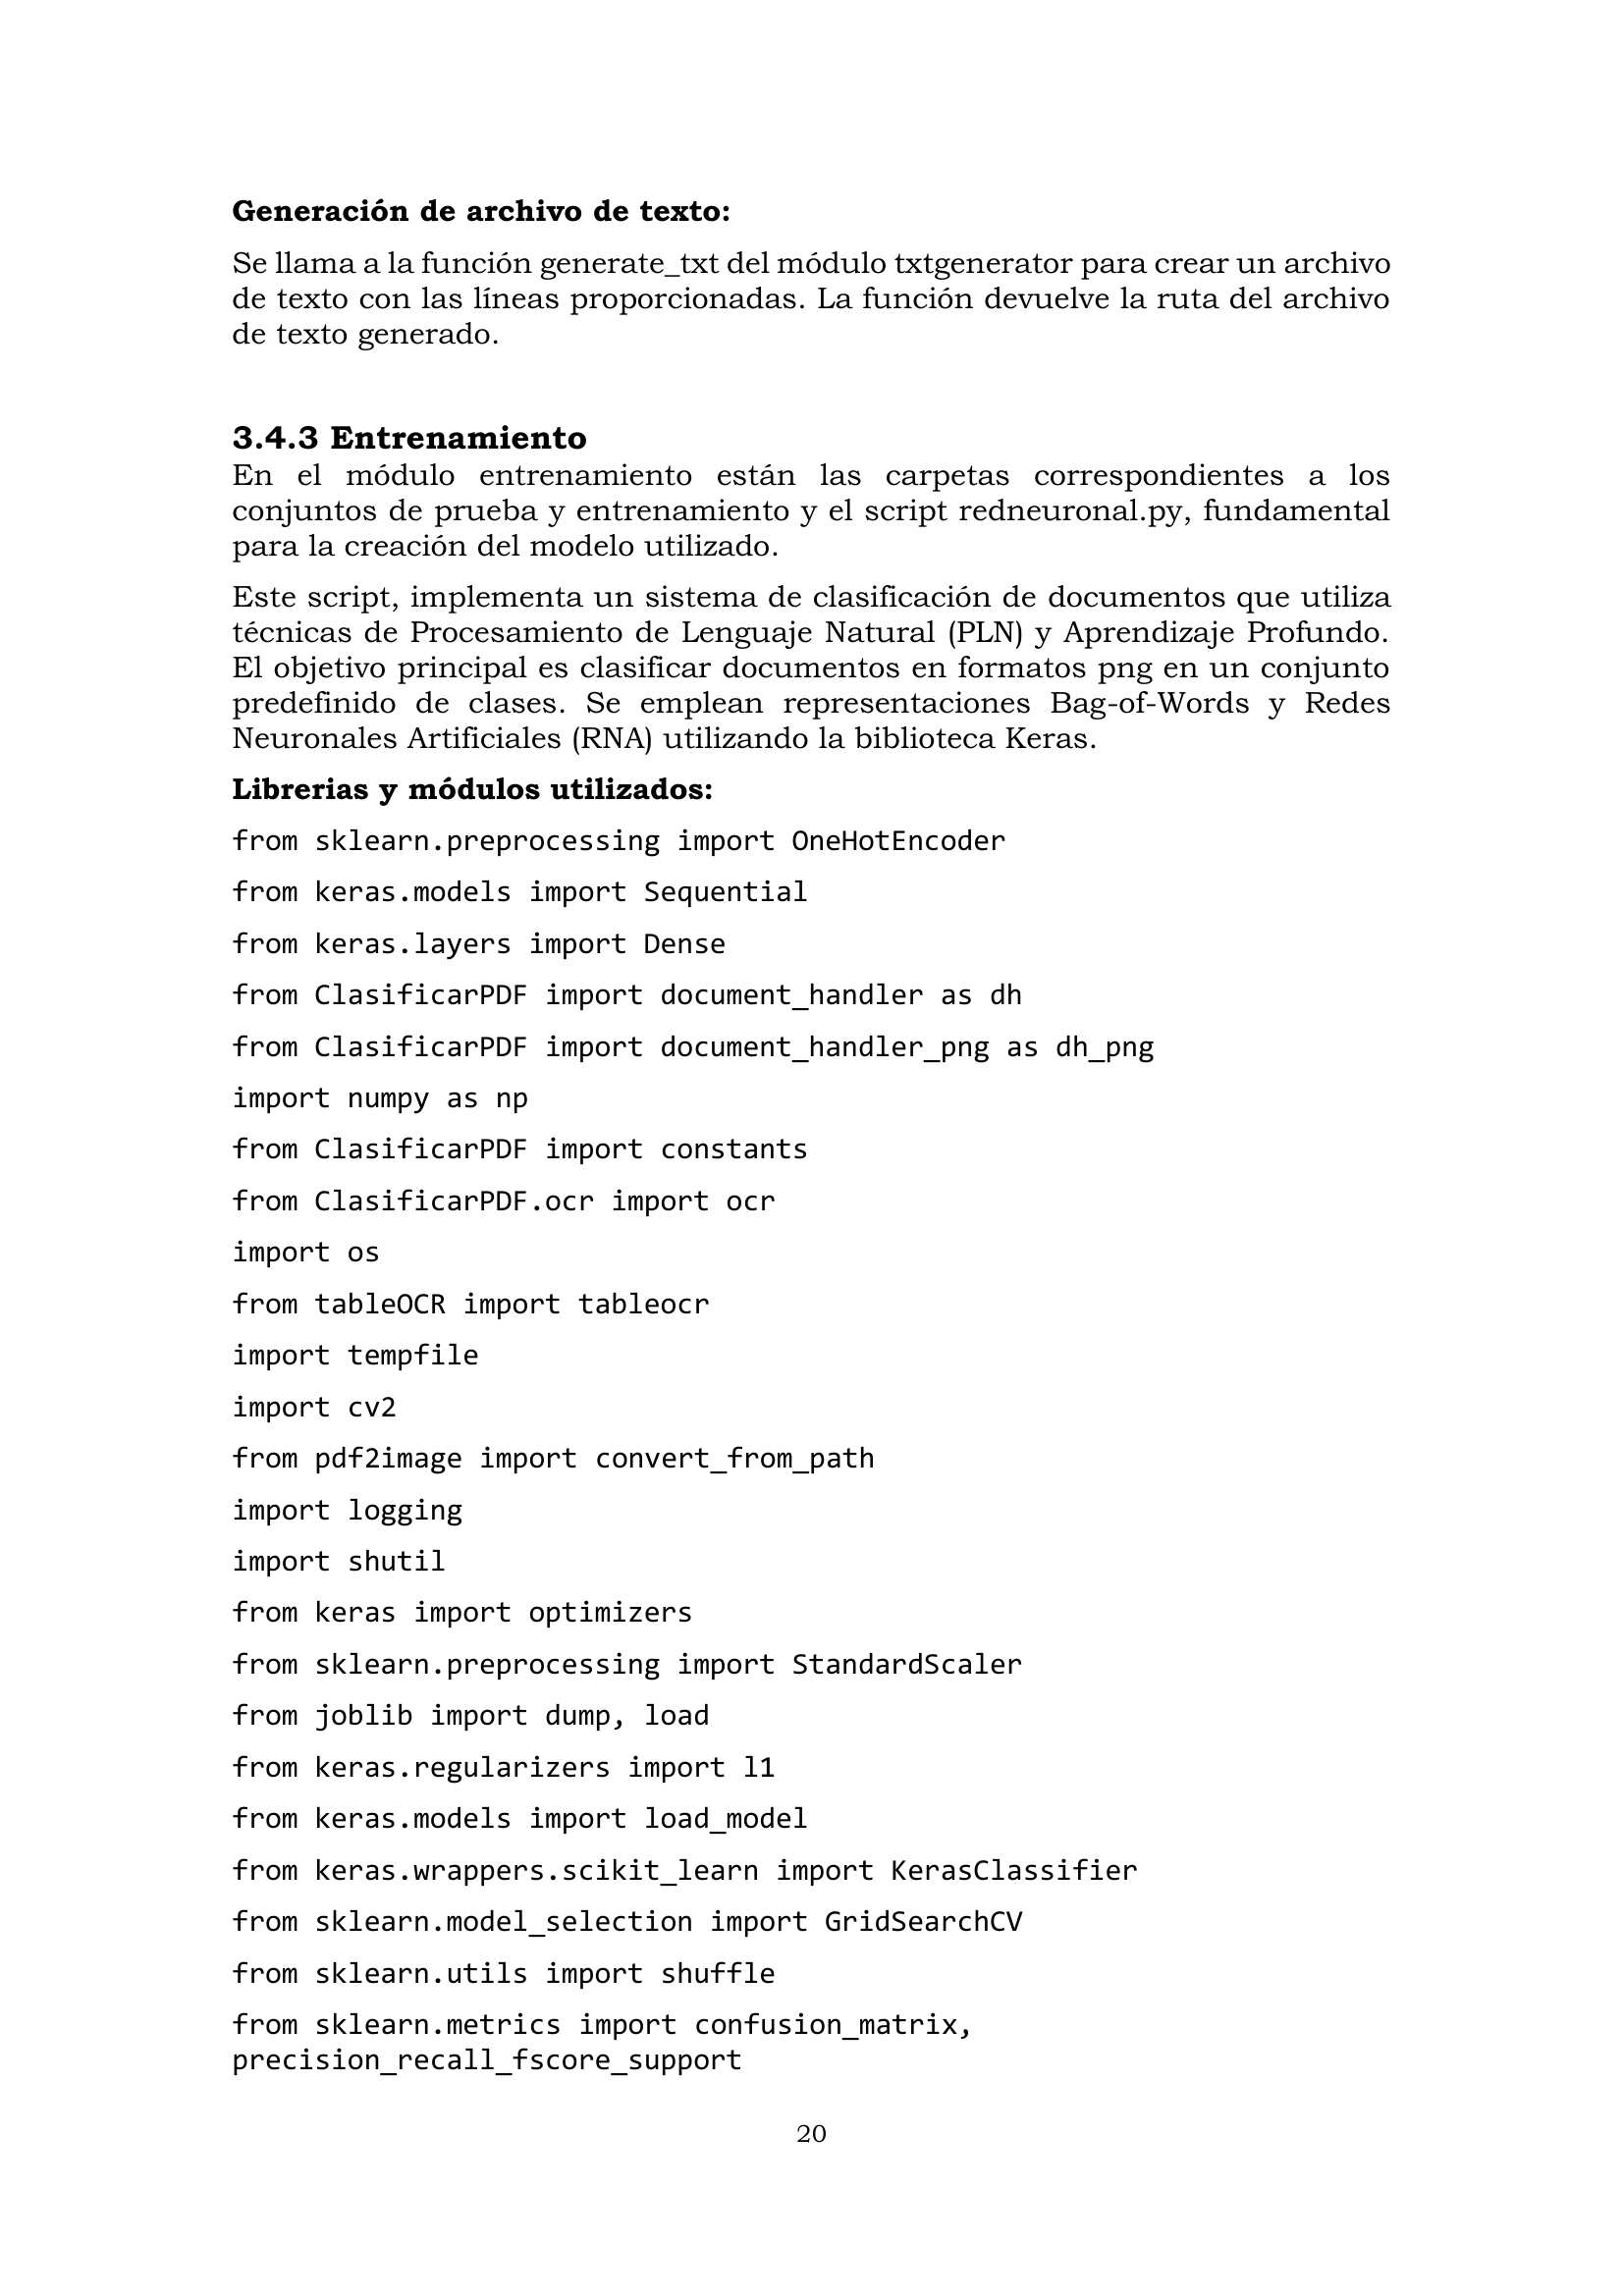 Generación de archivo de texto:
Se llama a la función generate_txt del módulo txtgenerator para crear un archivo
de texto con las líneas proporcionadas. La función devuelve la ruta del archivo
de texto generado.
3.4.3 Entrenamiento
En el módulo entrenamiento están las carpetas correspondientes a los
conjuntos de prueba y entrenamiento y el script redneuronal.py, fundamental
para la creación del modelo utilizado.
Este script, implementa un sistema de clasificación de documentos que utiliza
técnicas de Procesamiento de Lenguaje Natural (PLN) y Aprendizaje Profundo.
El objetivo principal es clasificar documentos en formatos png en un conjunto
predefinido de clases. Se emplean representaciones Bag-of-Words y Redes
Neuronales Artificiales (RNA) utilizando la biblioteca Keras.
Librerias y módulos utilizados:
from sklearn.preprocessing import OneHotEncoder
from keras.models import Sequential
from keras.layers import Dense
from ClasificarPDF import document_handler as dh
from ClasificarPDF import document_handler_png as dh_png
import numpy as np
from ClasificarPDF import constants
from ClasificarPDF.ocr import ocr
import os
from tableOCR import tableocr
import tempfile
import cv2
from pdf2image import convert_from_path
import logging
import shutil
from keras import optimizers
from sklearn.preprocessing import StandardScaler
from joblib import dump, load
from keras.regularizers import l1
from keras.models import load_model
from keras.wrappers.scikit_learn import KerasClassifier
from sklearn.model_selection import GridSearchCV
from sklearn.utils import shuffle
from sklearn.metrics import confusion_matrix,
precision_recall_fscore_support
20